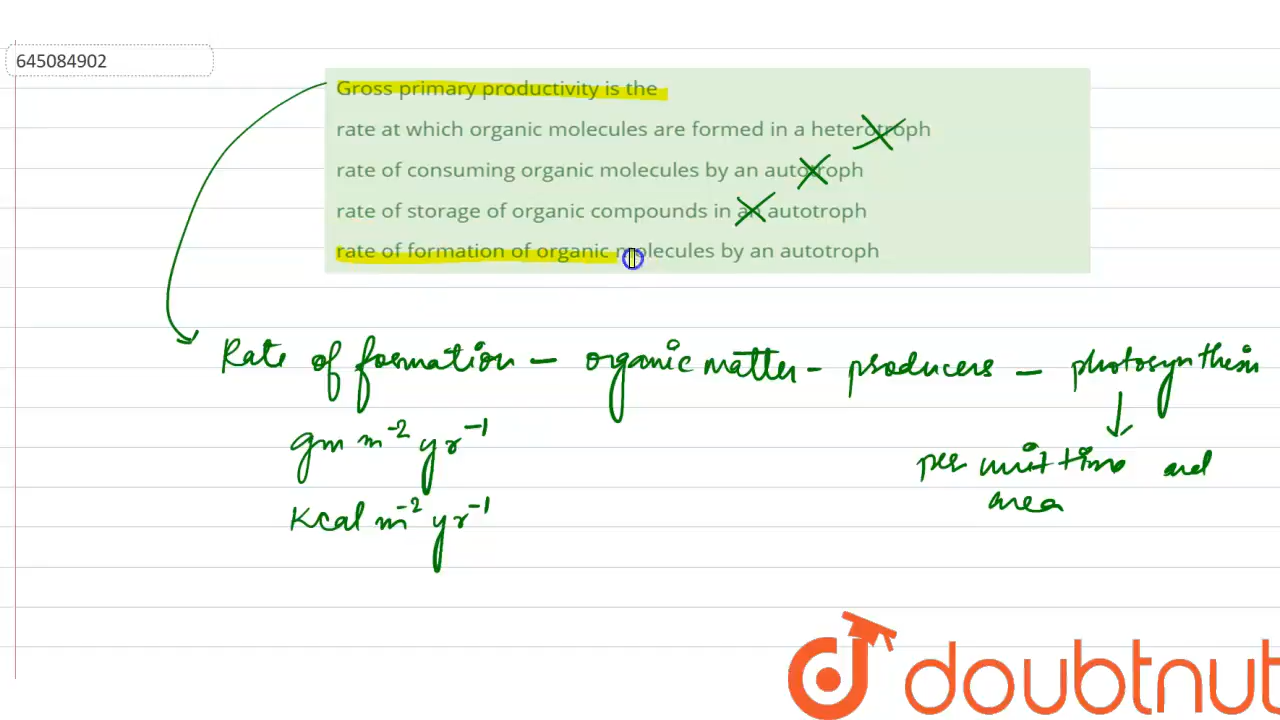 645084902
Gross primary productivity is the
rate at which organic molecules are formed in a heterotroph
rate of consuming organic molecules by an autotroph
rate of storage of organic compounds in an autotroph
rate of formation of organic molecules by an autotroph
Rate of formation - organic matter - producers - photosynthesis
gm m⁻² yr⁻¹
per unit time and
area
Kcal m⁻² yr⁻¹
doubtnut